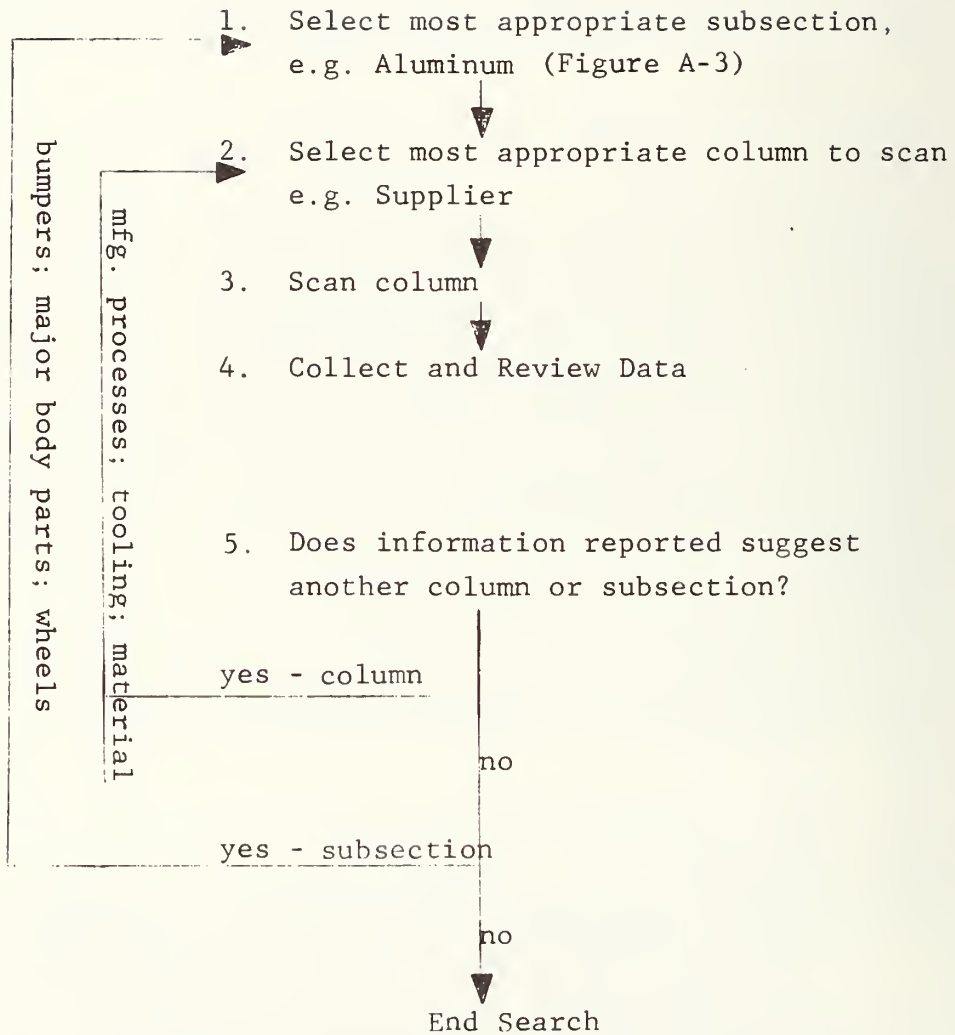 1. Select most appropriate subsection,
e.g. Aluminum (Figure A-3)
2. Select most appropriate column to scan
e.g. Supplier
3. Scan column
4. Collect and Review Data
5. Does information reported suggest
another column or subsection?
yes - column
no
yes - subsection
no
End Search
mfg. processes; tooling; material
bumpers; major body parts; wheels